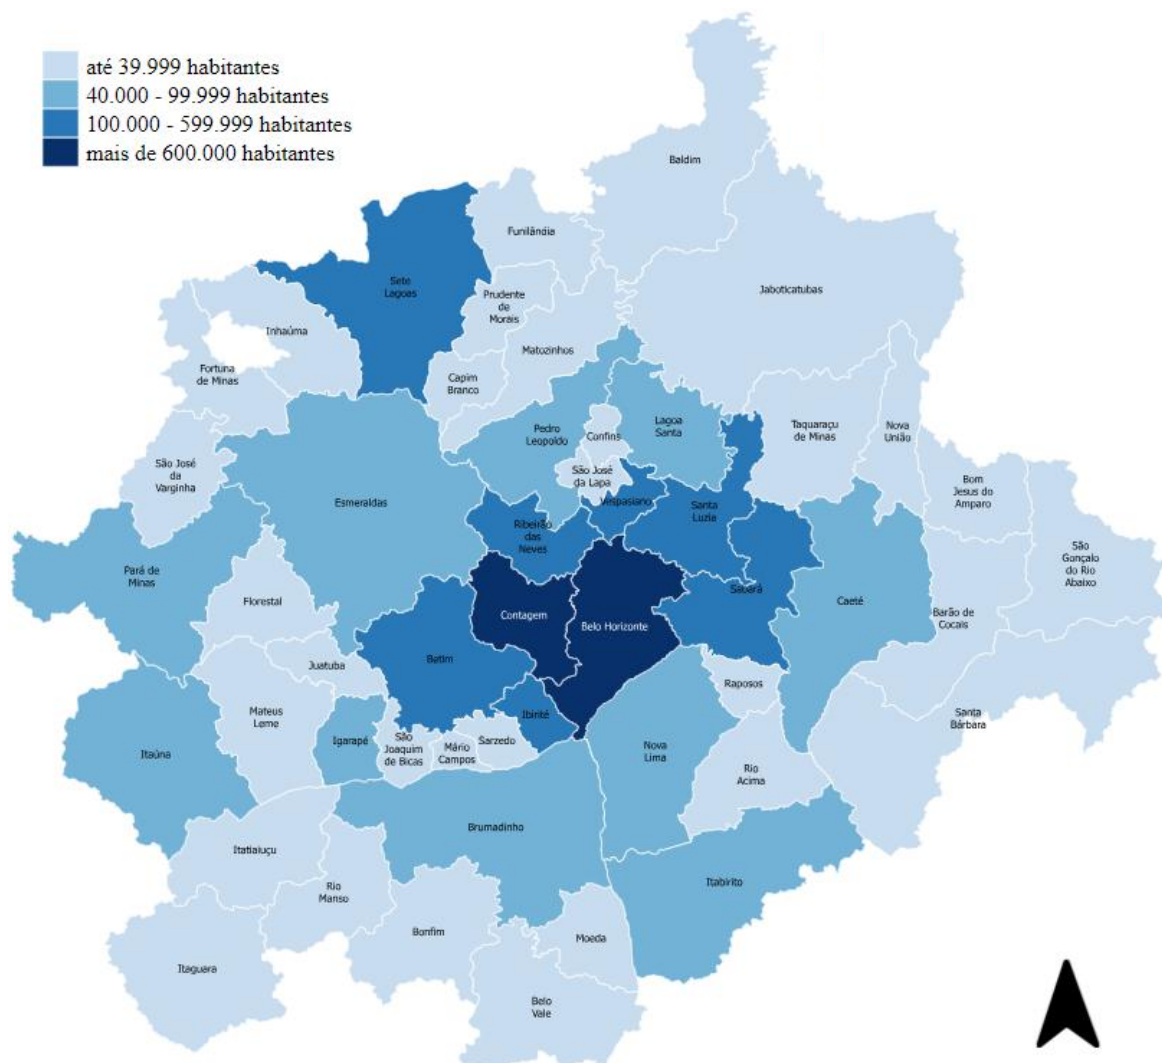 até 39.999 habitantes
40.000 - 99.999 habitantes
100.000 - 599.999 habitantes
mais de 600.000 habitantes
Baldim
Funilândia
Sete
Lagoas
Jaboticatubas
Prudente
de
Morais
Inhaúma
Matozinhos
Fortuna
de Minas
Capim
Branco
Taquaraçu
de Minas
Nova
União
Pedro
Leopoldo
Confins
Lagoa
Santa
São José
da
Varginha
São José
da Lapa
Bom
Jesus do
Amparo
Esmeraldas
Vespasiano
Santa
Luzia
Ribeirão
das
Neves
São
Gonçalo
do Rio
Abaixo
Pará de
Minas
Florestal
Sabará
Caeté
Barão de
Cocais
Contagem
Belo Horizonte
Juatuba
Betim
Raposos
Mateus
Leme
Ibirité
Santa
Bárbara
Itaúna
Igarapé
São
Joaquim
de Bicas
Mário
Campos
Sarzedo
Nova
Lima
Rio
Acima
Brumadinho
Itatiaiuçu
Itabirito
Rio
Manso
Bonfim
Moeda
Itaguara
Belo
Vale